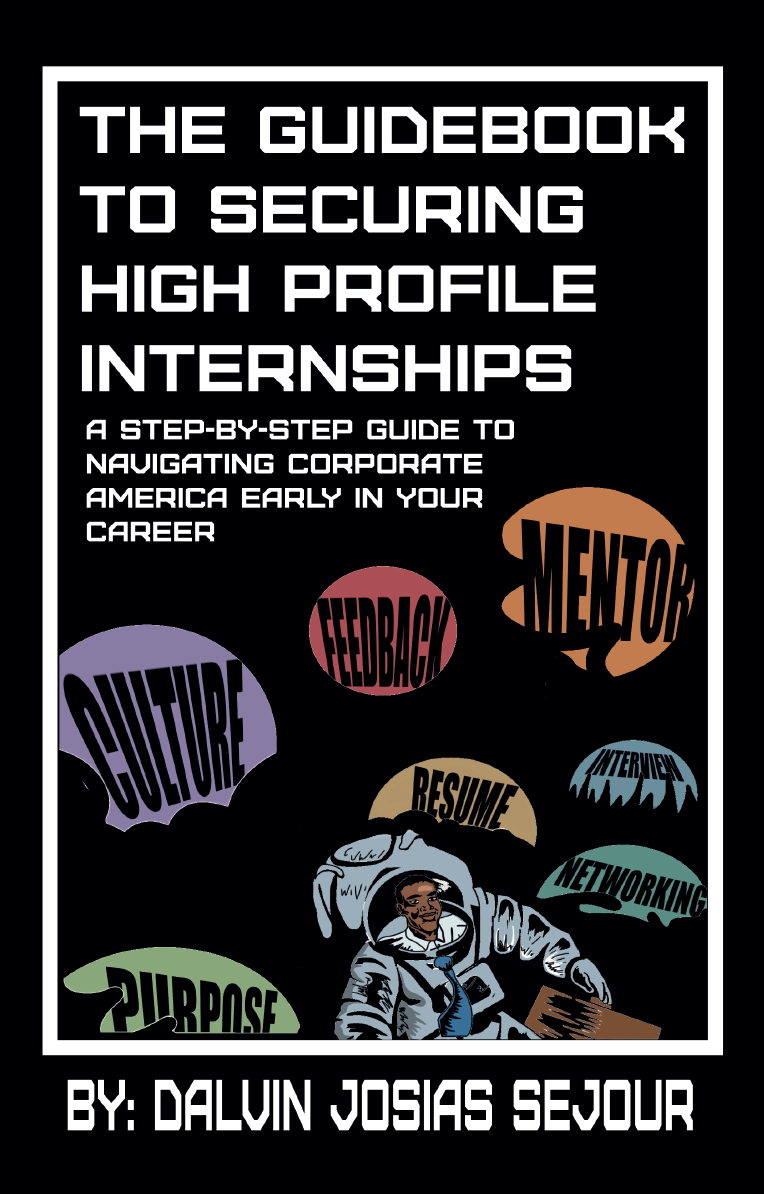 THE GUIDEBOOK
TO SECURING
HIGH PROFILE
INTERNSHIPS
A STEP-BY-STEP GUIDE TO
NAVIGATING CORPORATE
AMERICA EARLY IN YOUR
CAREER
MENTOR
FEEDBACK
CULTURE
INTERVIEW
RESUME
NETWORKING
PURPOSE
BY: DALVIN JOSIAS SEJOUR